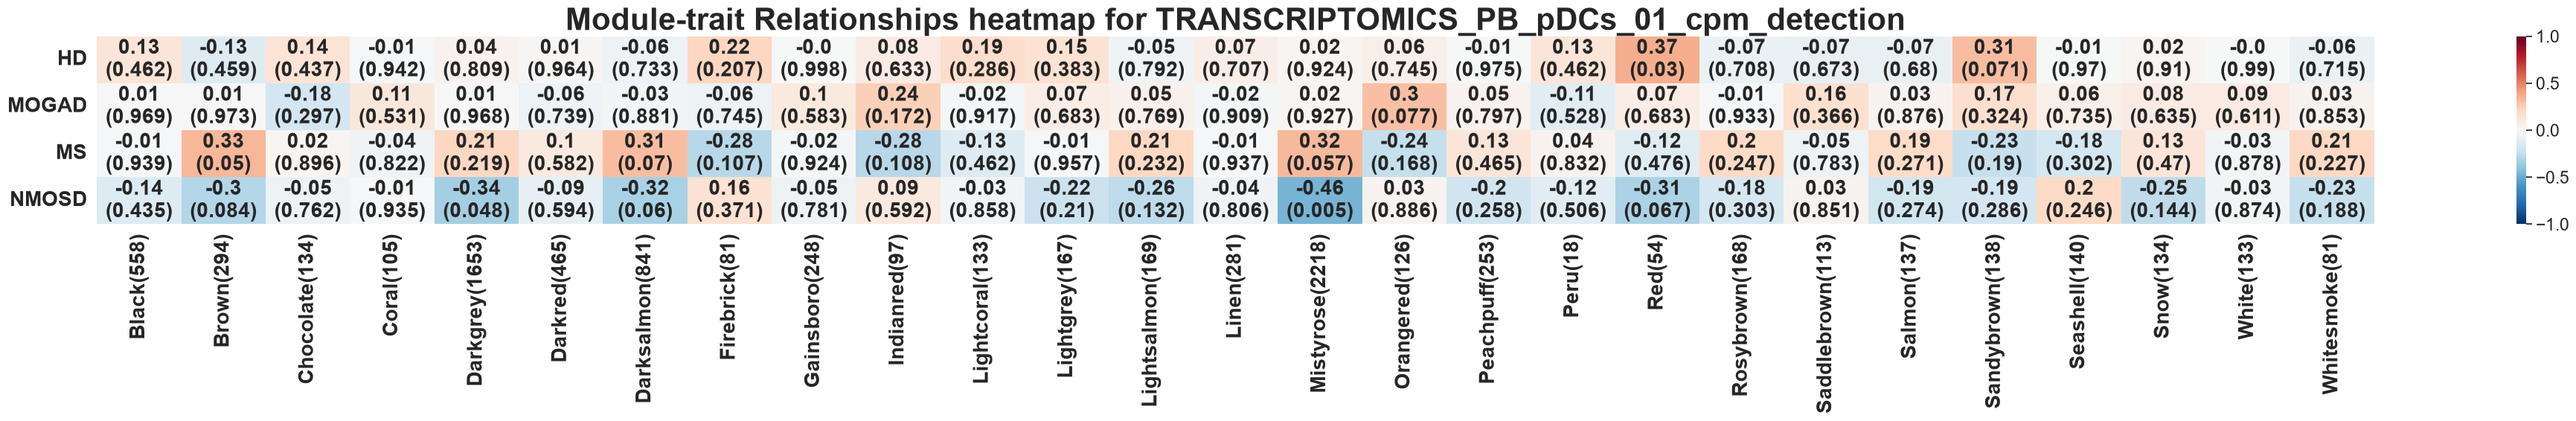 Module-trait Relationships heatmap for TRANSCRIPTOMICS_PB_pDCs_01_cpm_detection
HD 0.13 -0.13 0.14 -0.01 0.04 0.01 -0.06 0.22 -0.0 0.08 0.19 0.15 -0.05 0.07 0.02 0.06 -0.01 0.13 0.37 -0.07 -0.07 -0.07 0.31 -0.01 0.02 -0.0 -0.06
(0.462) (0.459) (0.437) (0.942) (0.809) (0.964) (0.733) (0.207) (0.998) (0.633) (0.286) (0.383) (0.792) (0.707) (0.924) (0.745) (0.975) (0.462) (0.03) (0.708) (0.673) (0.68) (0.071) (0.97) (0.91) (0.99) (0.715)
MOGAD 0.01 0.01 -0.18 0.11 0.01 -0.06 -0.03 -0.06 0.1 0.24 -0.02 0.07 0.05 -0.02 0.02 0.3 0.05 -0.11 0.07 -0.01 0.16 0.03 0.17 0.06 0.08 0.09 0.03
(0.969) (0.973) (0.297) (0.531) (0.968) (0.739) (0.881) (0.745) (0.583) (0.172) (0.917) (0.683) (0.769) (0.909) (0.927) (0.077) (0.797) (0.528) (0.683) (0.933) (0.366) (0.876) (0.324) (0.735) (0.635) (0.611) (0.853)
MS -0.01 0.33 0.02 -0.04 0.21 0.1 0.31 -0.28 -0.02 -0.28 -0.13 -0.01 0.21 -0.01 0.32 -0.24 0.13 0.04 -0.12 0.2 -0.05 0.19 -0.23 -0.18 0.13 -0.03 0.21
(0.939) (0.05) (0.896) (0.822) (0.219) (0.582) (0.07) (0.107) (0.924) (0.108) (0.462) (0.957) (0.232) (0.937) (0.057) (0.168) (0.465) (0.832) (0.476) (0.247) (0.783) (0.271) (0.19) (0.302) (0.47) (0.878) (0.227)
NMOSD -0.14 -0.3 -0.05 -0.01 -0.34 -0.09 -0.32 0.16 -0.05 0.09 -0.03 -0.22 -0.26 -0.04 -0.46 0.03 -0.2 -0.12 -0.31 -0.18 0.03 -0.19 -0.19 0.2 -0.25 -0.03 -0.23
(0.435) (0.084) (0.762) (0.935) (0.048) (0.594) (0.06) (0.371) (0.781) (0.592) (0.858) (0.21) (0.132) (0.806) (0.005) (0.886) (0.258) (0.506) (0.067) (0.303) (0.851) (0.274) (0.286) (0.246) (0.144) (0.874) (0.188)
Black(558)
Brown(294)
Chocolate(134)
Coral(105)
Darkgrey(1653)
Darkred(465)
Darksalmon(841)
Firebrick(81)
Gainsboro(248)
Indianred(97)
Lightcoral(133)
Lightgrey(167)
Lightsalmon(169)
Linen(281)
Mistyrose(2218)
Orangered(126)
Peachpuff(253)
Peru(18)
Red(54)
Rosybrown(168)
Saddlebrown(113)
Salmon(137)
Sandybrown(138)
Seashell(140)
Snow(134)
White(133)
Whitesmoke(81)
1.0
0.5
0.0
−0.5
−1.0